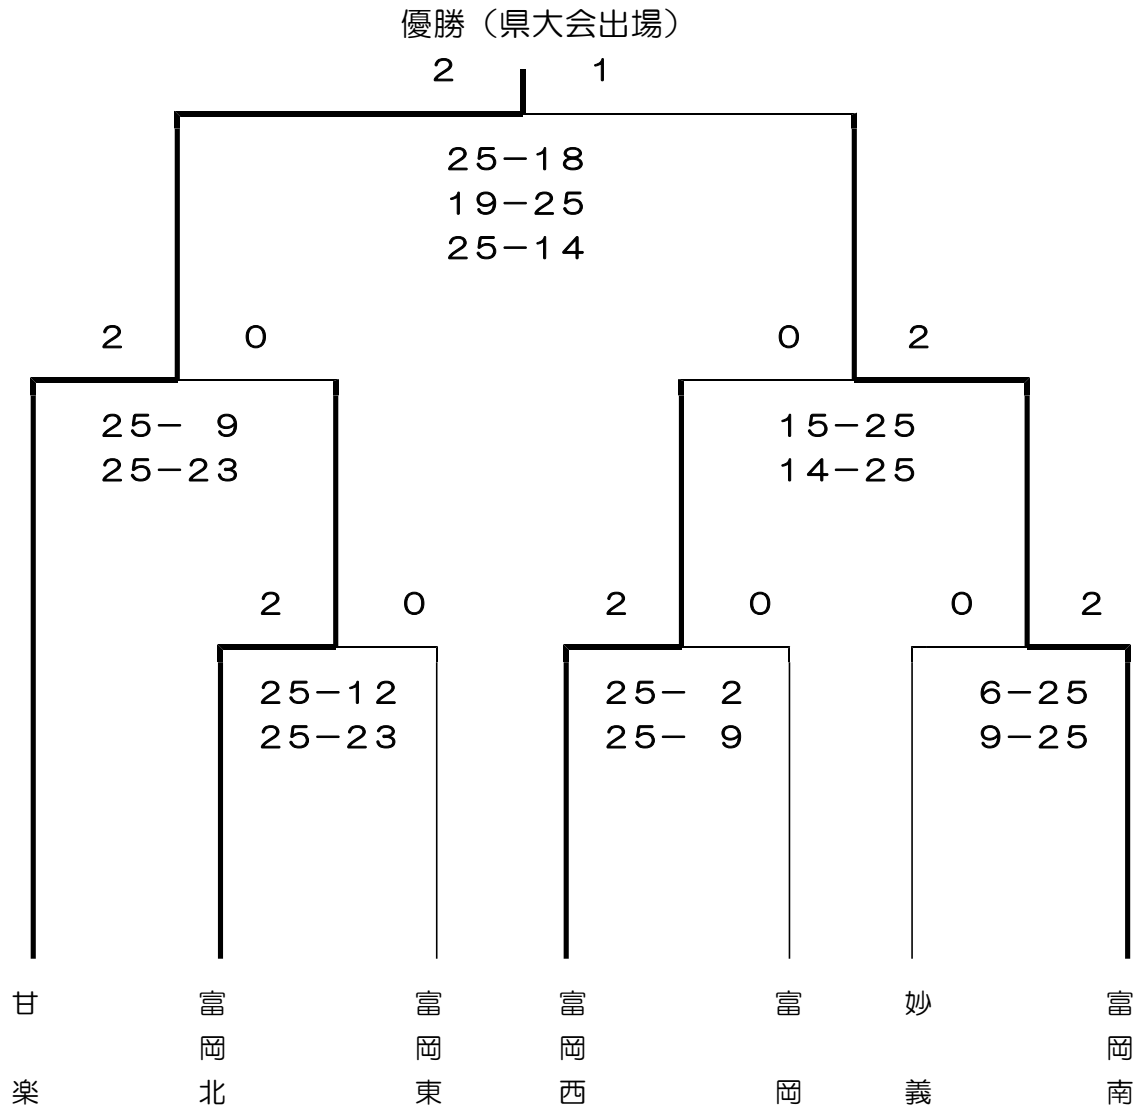 優勝（県大会出場）
２　１
２５－１８
１９－２５
２５－１４
２　０　０　２
２５－　９　１５－２５
２５－２３　１４－２５
２　０　２　０　０　２
２５－１２　２５－　２　６－２５
２５－２３　２５－　９　９－２５
甘楽
富岡北
富岡東
富岡西
富岡
妙義
富岡南